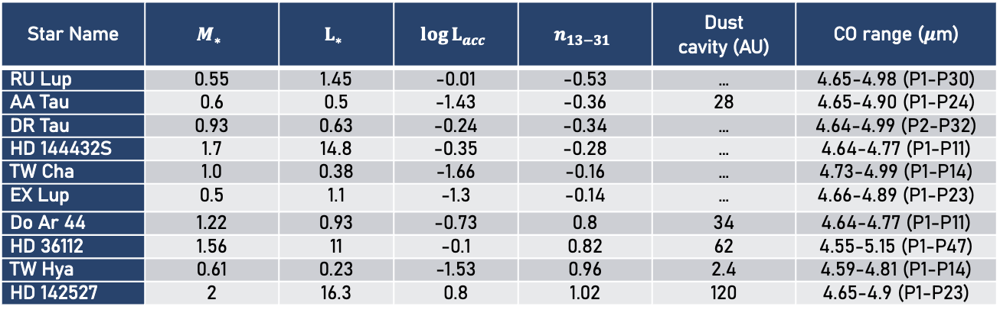 Star Name M* L* log Lacc n13−31 Dust cavity (AU) CO range (μm)
RU Lup 0.55 1.45 -0.01 -0.53 ... 4.65-4.98 (P1-P30)
AA Tau 0.6 0.5 -1.43 -0.36 28 4.65-4.90 (P1-P24)
DR Tau 0.93 0.63 -0.24 -0.34 ... 4.64-4.99 (P2-P32)
HD 144432S 1.7 14.8 -0.35 -0.28 ... 4.64-4.77 (P1-P11)
TW Cha 1.0 0.38 -1.66 -0.16 ... 4.73-4.99 (P1-P14)
EX Lup 0.5 1.1 -1.3 -0.14 ... 4.66-4.89 (P1-P23)
Do Ar 44 1.22 0.93 -0.73 0.8 34 4.64-4.77 (P1-P11)
HD 36112 1.56 11 -0.1 0.82 62 4.55-5.15 (P1-P47)
TW Hya 0.61 0.23 -1.53 0.96 2.4 4.59-4.81 (P1-P14)
HD 142527 2 16.3 0.8 1.02 120 4.65-4.9 (P1-P23)